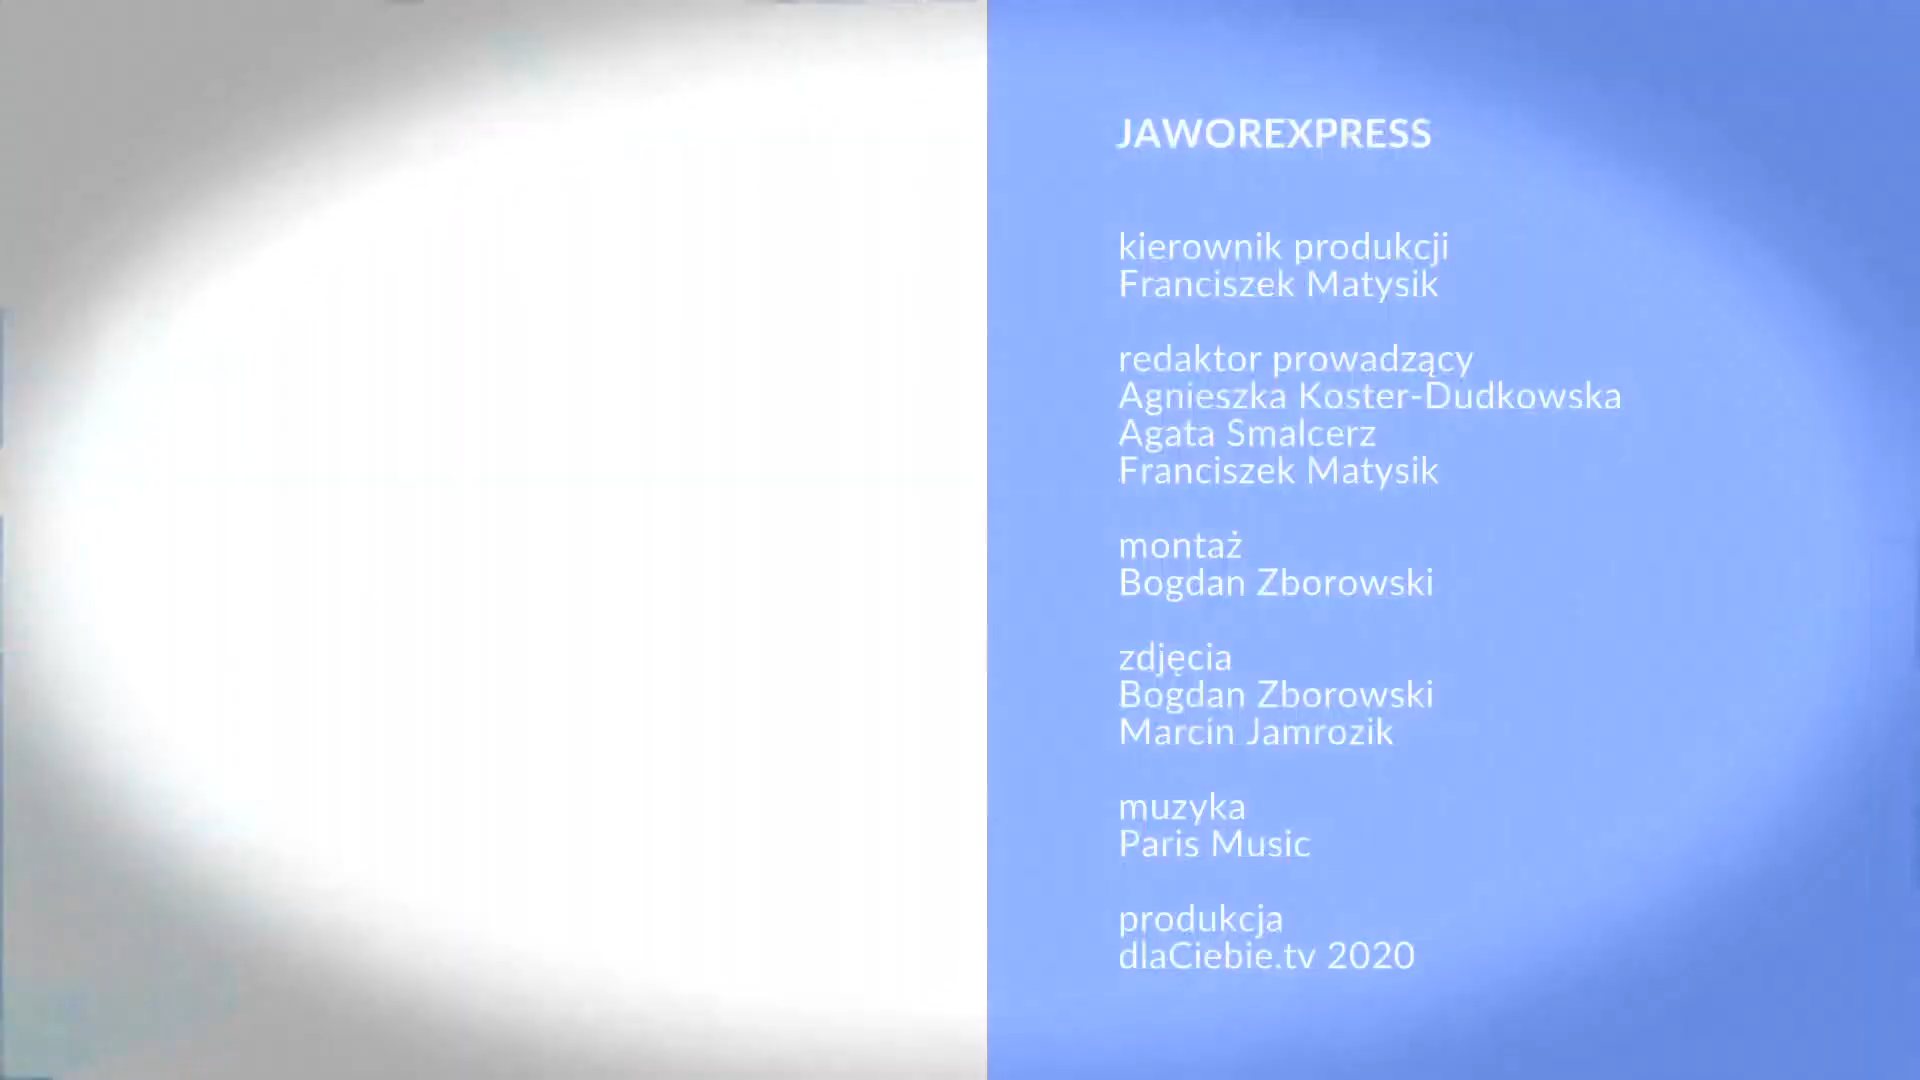 JAWOREXPRESS
kierownik produkcji
Franciszek Matysik
redaktor prowadzący
Agnieszka Koster-Dudkowska
Agata Smalcerz
Franciszek Matysik
montaż
Bogdan Zborowski
zdjęcia
Bogdan Zborowski
Marcin Jamrozik
muzyka
Paris Music
produkcja
dlaCiebie.tv 2020